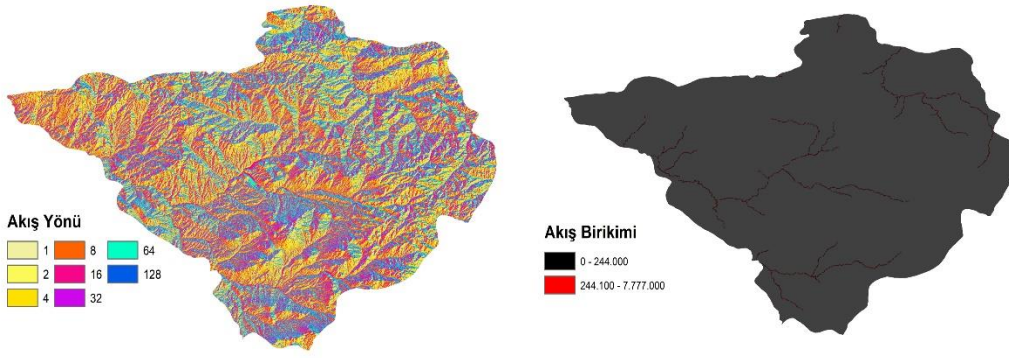 Akış Yönü
1 8 64
2 16 128
4 32
Akış Birikimi
0 - 244.000
244.100 - 7.777.000